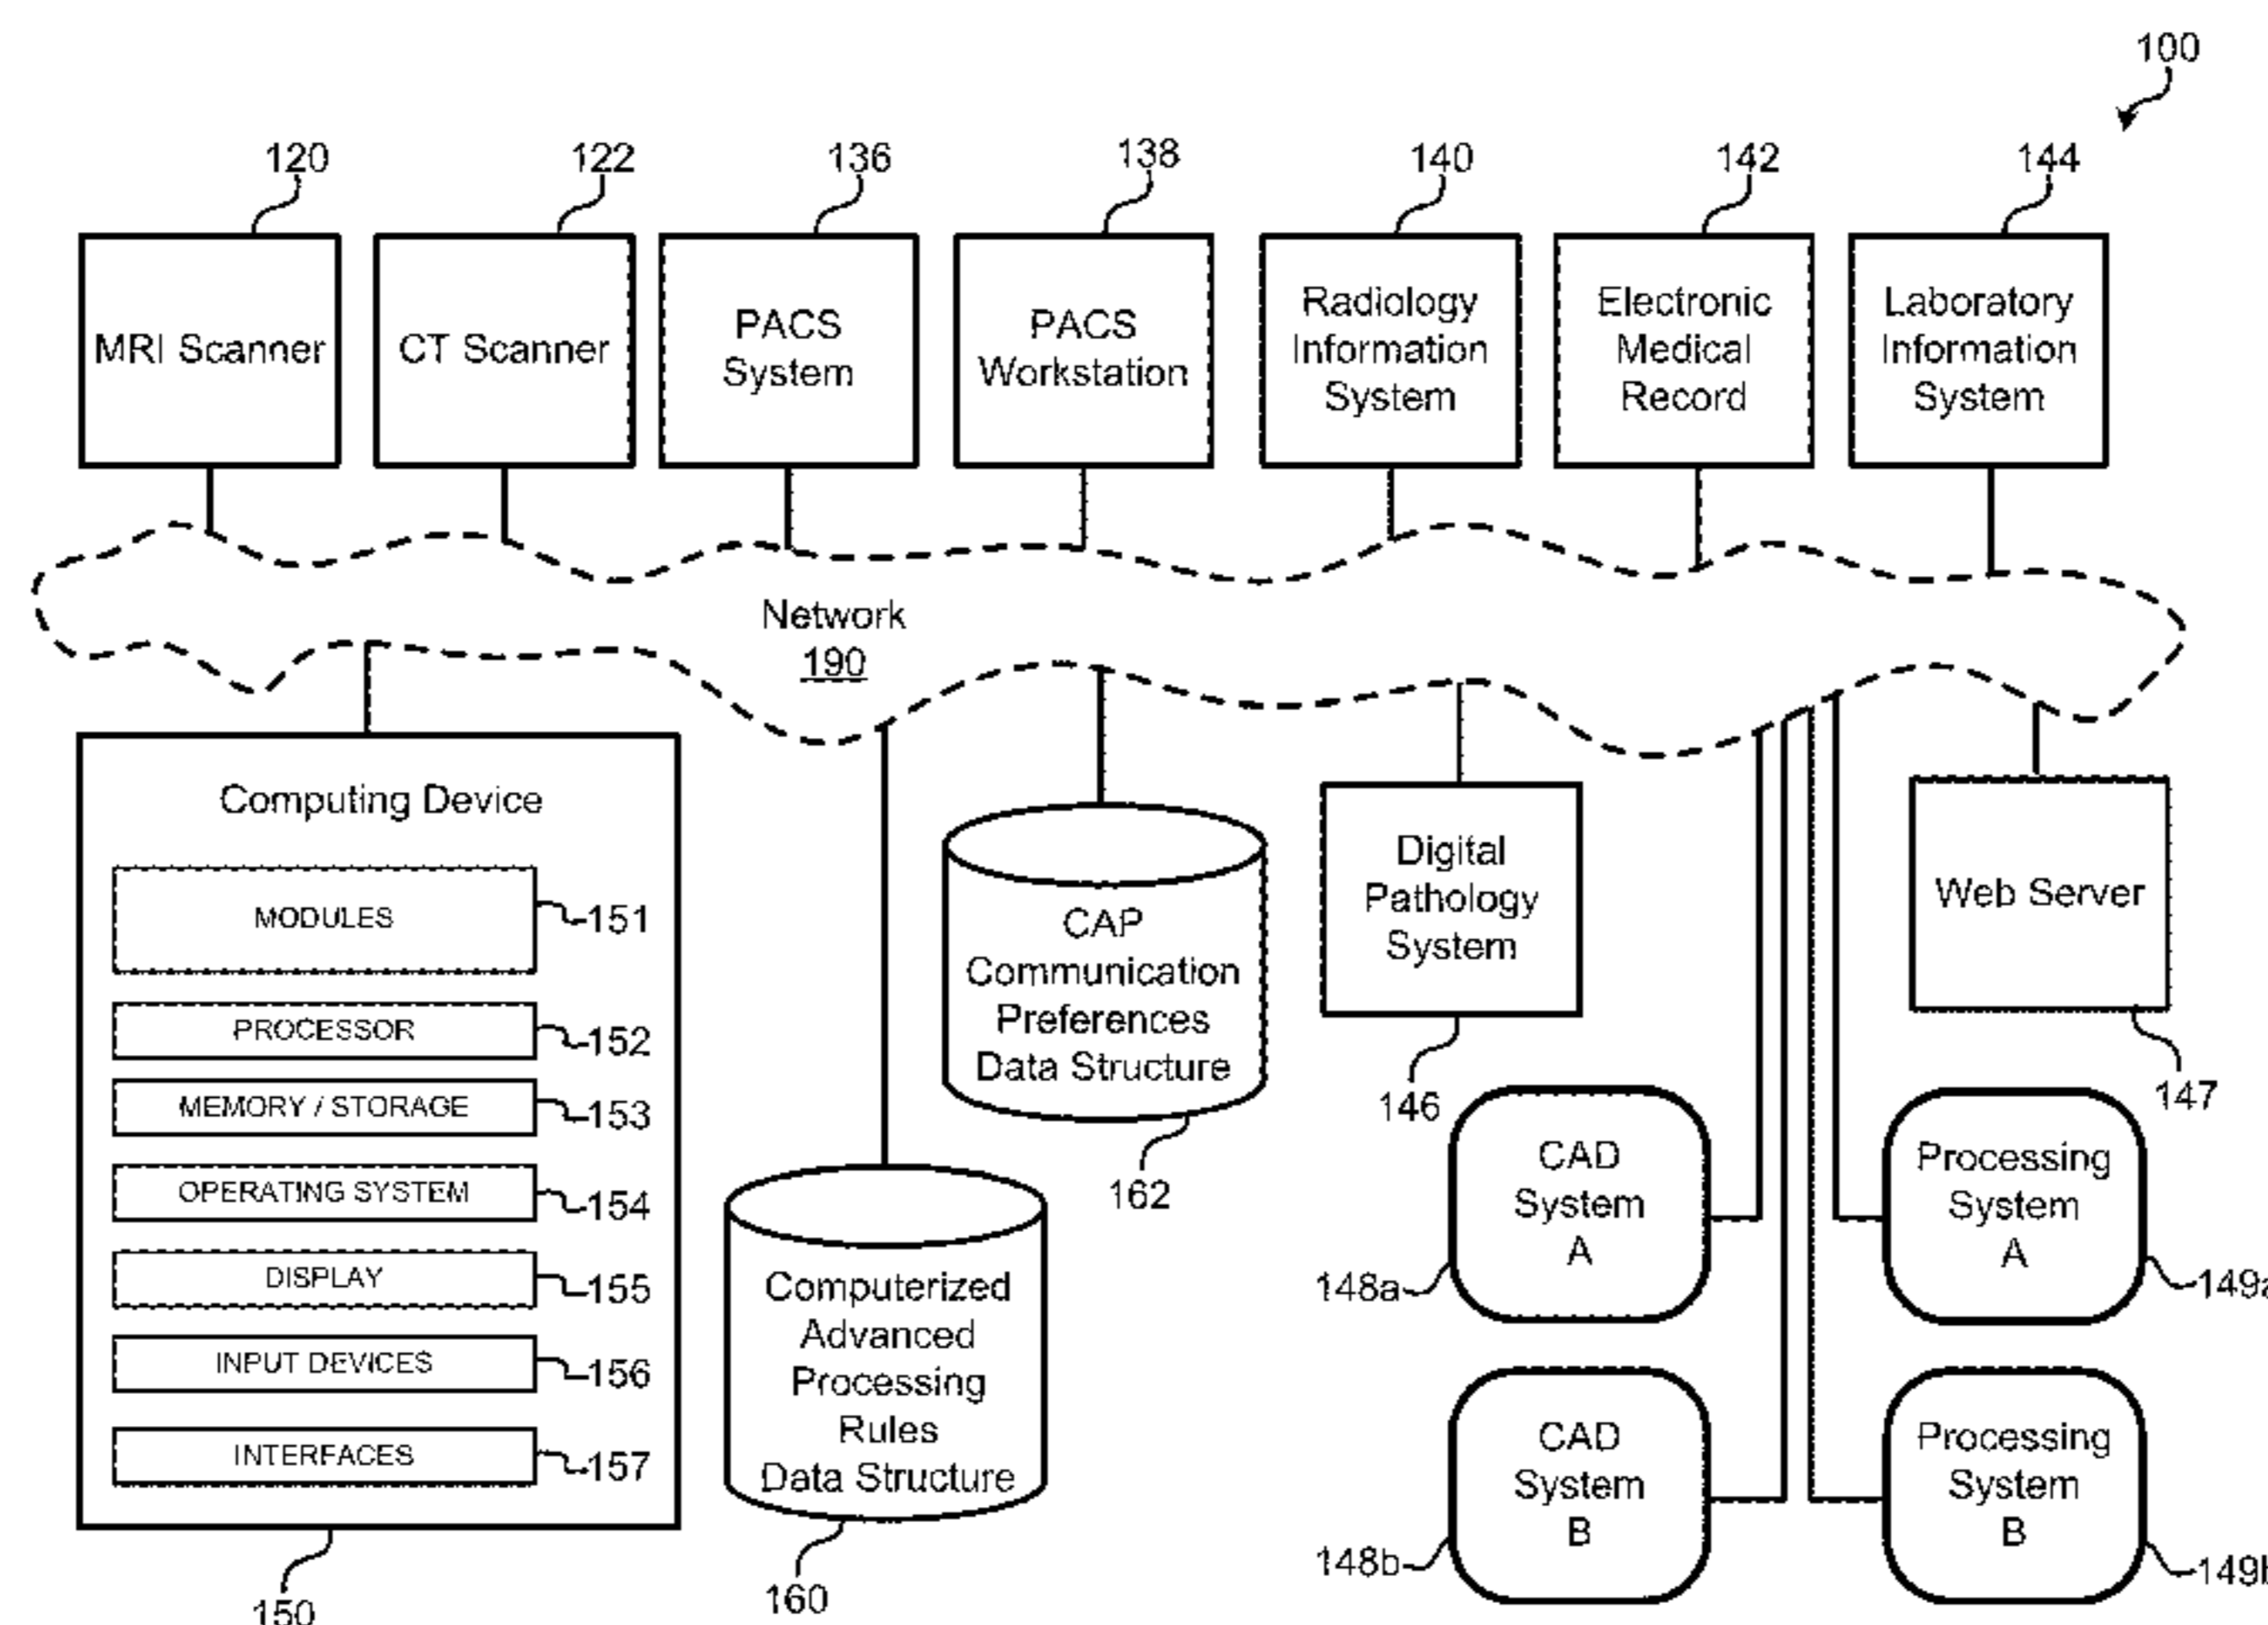 100
120
122
136
138
140
142
144
MRI Scanner
CT Scanner
PACS
System
PACS
Workstation
Radiology
Information
System
Electronic
Medical
Record
Laboratory
Information
System
Network
190
Computing Device
MODULES
151
PROCESSOR
152
MEMORY / STORAGE
153
OPERATING SYSTEM
154
DISPLAY
155
INPUT DEVICES
156
INTERFACES
157
150
Computerized
Advanced
Processing
Rules
Data Structure
160
CAP
Communication
Preferences
Data Structure
162
Digital
Pathology
System
146
Web Server
147
CAD
System
A
148a
Processing
System
A
149a
CAD
System
B
148b
Processing
System
B
149b